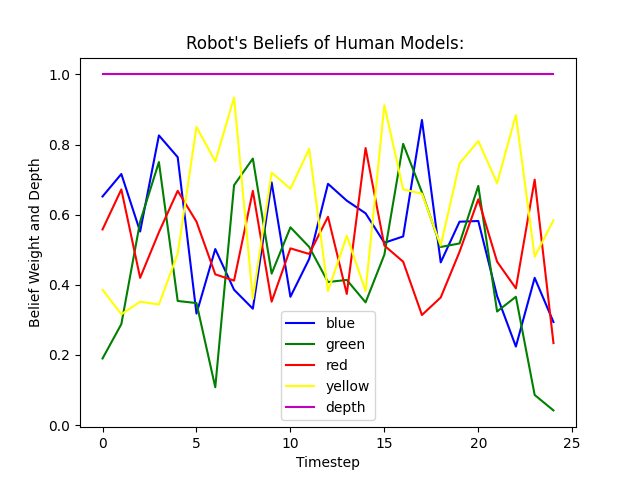 Robot's Beliefs of Human Models:
1.0
0.8
0.6
0.4
0.2
0.0
Belief Weight and Depth
blue
green
red
yellow
depth
0
5
10
15
20
25
Timestep